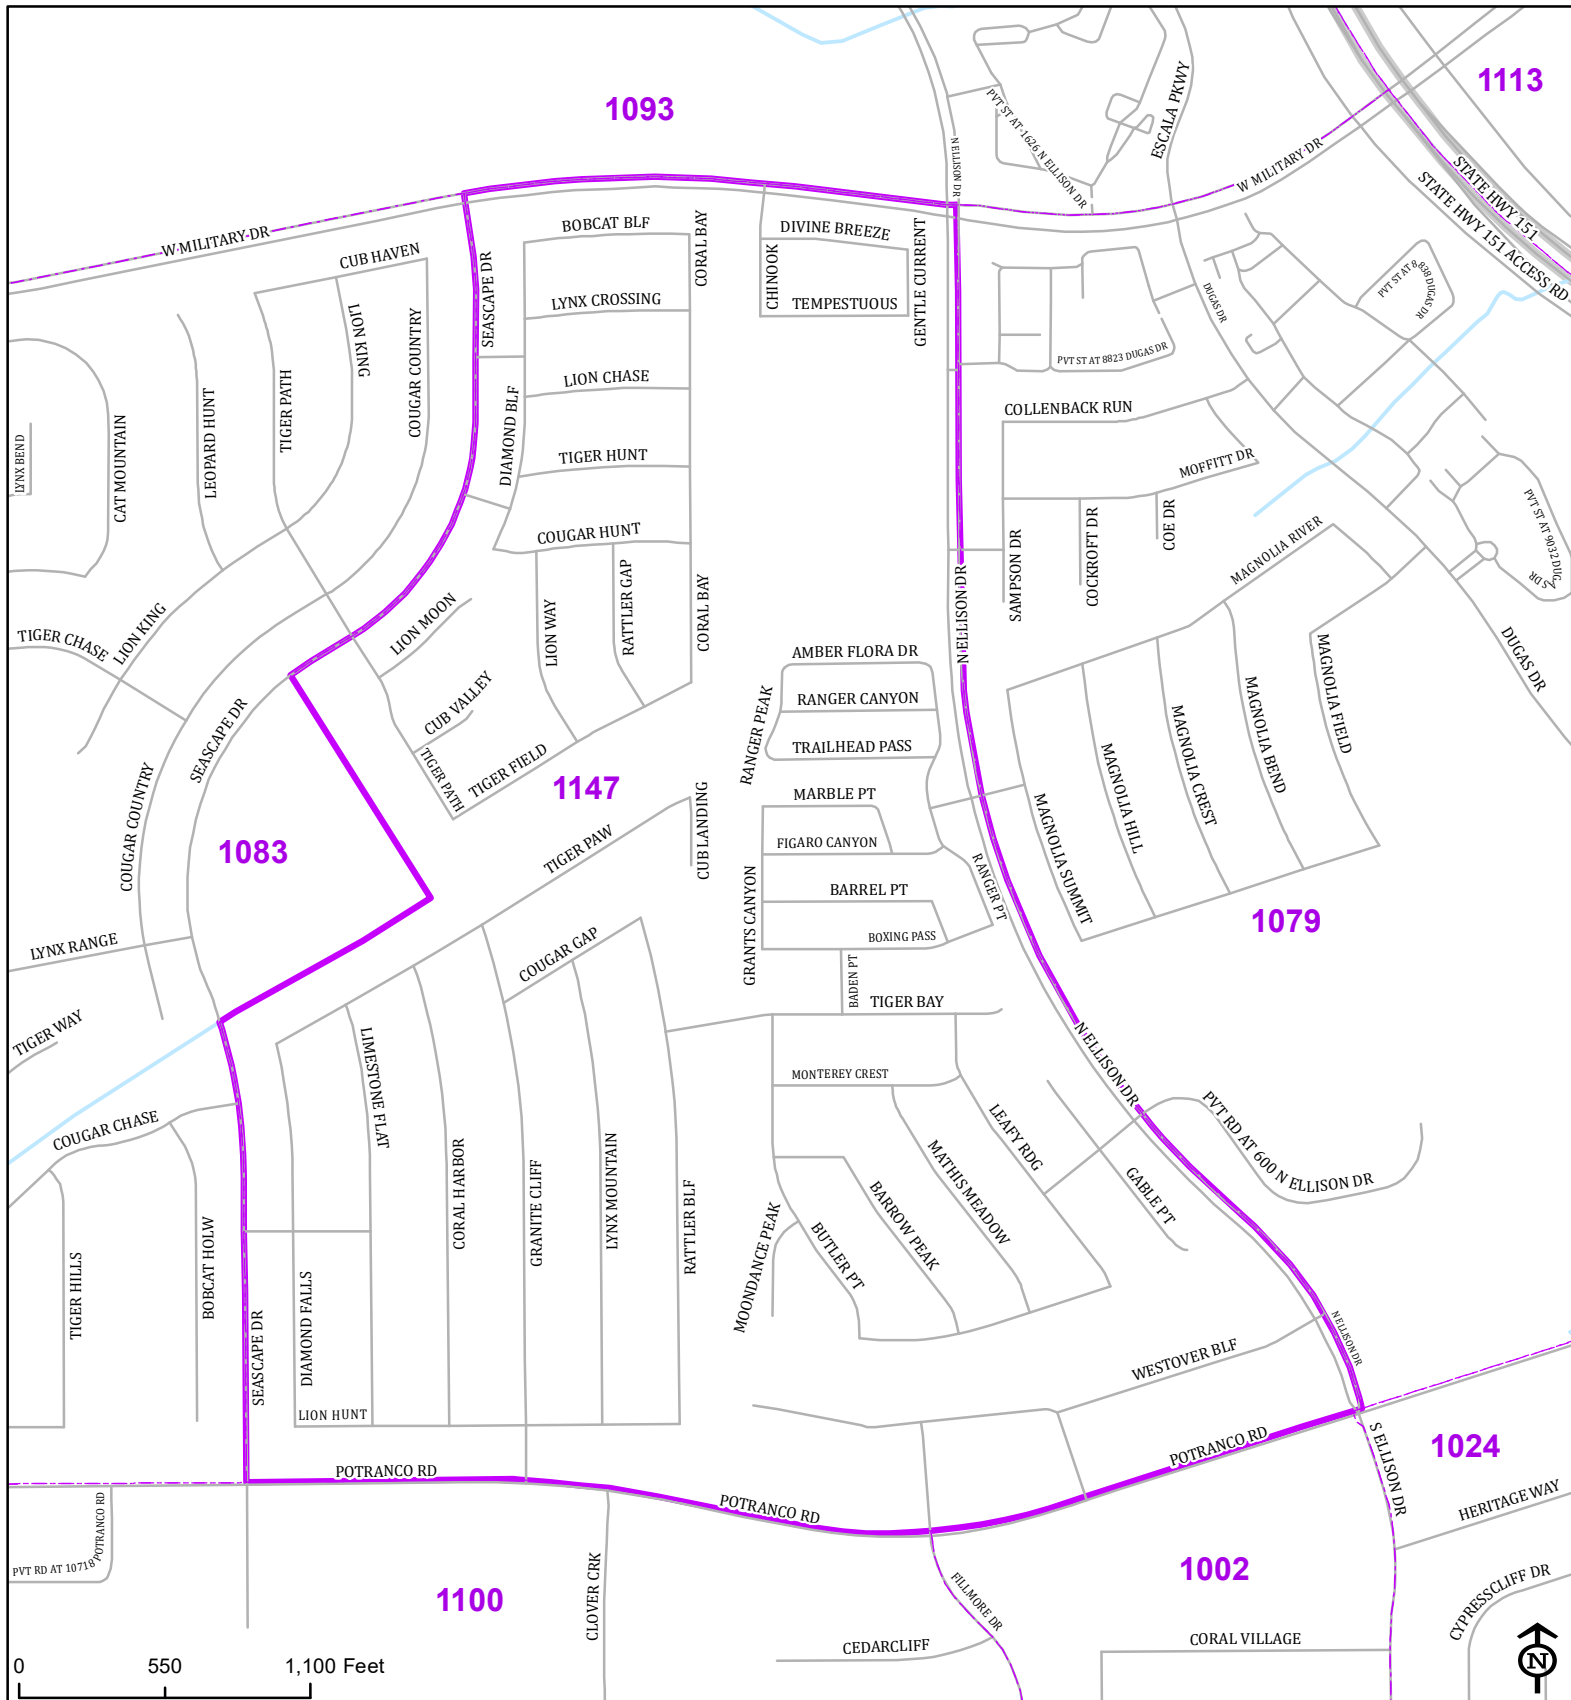 1093
1113
ESCALA PKWY
PVT ST AT 1626 N ELLISON DR
N ELLISON DR
W MILITARY DR
STATE HWY 151
STATE HWY 151 ACCESS RD
W MILITARY DR
CUB HAVEN
BOBCAT BLF
CORAL BAY
DIVINE BREEZE
CHINOOK
TEMPESTUOUS
GENTLE CURRENT
SEASCAPE DR
LYNX CROSSING
LION KING
COUGAR COUNTRY
DUGAS DR
PVT ST AT 8838 DUGAS DR
PVT ST AT 8823 DUGAS DR
LION CHASE
DIAMOND BLF
TIGER PATH
LEOPARD HUNT
CAT MOUNTAIN
LYNX BEND
COLLENBACK RUN
TIGER HUNT
MOFFITT DR
COUGAR HUNT
SAMPSON DR
COCKROFT DR
COE DR
MAGNOLIA RIVER
LION KING
TIGER CHASE
LION MOON
LION WAY
RATTLER GAP
CORAL BAY
N ELLISON DR
AMBER FLORA DR
RANGER CANYON
TRAILHEAD PASS
RANGER PEAK
MAGNOLIA FIELD
MAGNOLIA BEND
MAGNOLIA CREST
MAGNOLIA HILL
MAGNOLIA SUMMIT
DUGAS DR
SEASCAPE DR
CUB VALLEY
TIGER PATH
TIGER FIELD
1147
MARBLE PT
FIGARO CANYON
COUGAR COUNTRY
1083
TIGER PAW
CUB LANDING
BARREL PT
RANGER PT
BOXING PASS
GRANTS CANYON
1079
LYNX RANGE
COUGAR GAP
BADEN PT
TIGER BAY
TIGER WAY
LIMESTONE FLAT
N ELLISON DR
MONTEREY CREST
LEAFY RDG
COUGAR CHASE
CORAL HARBOR
GRANITE CLIFF
LYNX MOUNTAIN
RATTLER BLF
MATHIS MEADOW
GABLE PT
PVT RD AT 600 N ELLISON DR
BARROW PEAK
BUTLER PT
MOONDANCE PEAK
TIGER HILLS
BOBCAT HOLW
SEASCAPE DR
DIAMOND FALLS
N ELLISON DR
WESTOVER BLF
LION HUNT
POTRANCO RD
POTRANCO RD
POTRANCO RD
S ELLISON DR
1024
HERITAGE WAY
PVT RD AT 10718 POTRANCO RD
1100
CLOVER CRK
FILLMORE DR
1002
CYPRESSCLIFF DR
CEDARCLIFF
CORAL VILLAGE
0 550 1,100 Feet
N